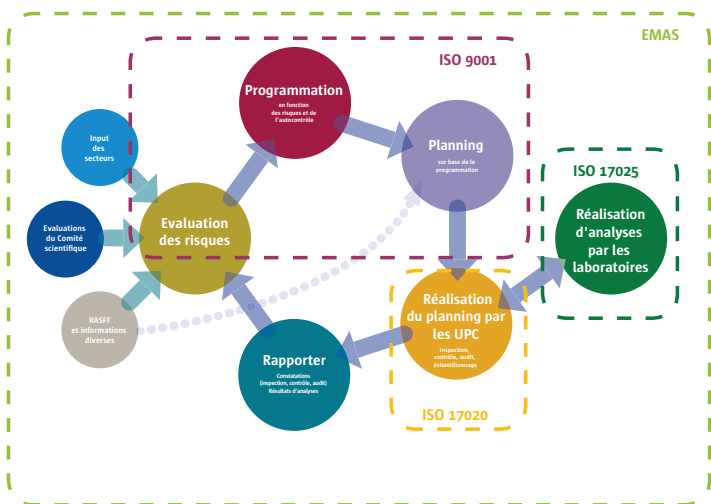 EMAS
ISO 9001
Programmation
en fonction
des risques et de
l'autocontrôle
Planning
sur base de la
programmation
Input
des
secteurs
Evaluations
du Comité
scientifique
RASFF
et informations
diverses
Evaluation
des risques
ISO 17025
Réalisation
d'analyses
par les
laboratoires
Réalisation
du planning par
les UPC
Inspection,
contrôle, audit,
échantillonnage
ISO 17020
Rapporter
Constatations
(inspection, contrôle, audit)
Résultats d'analyses